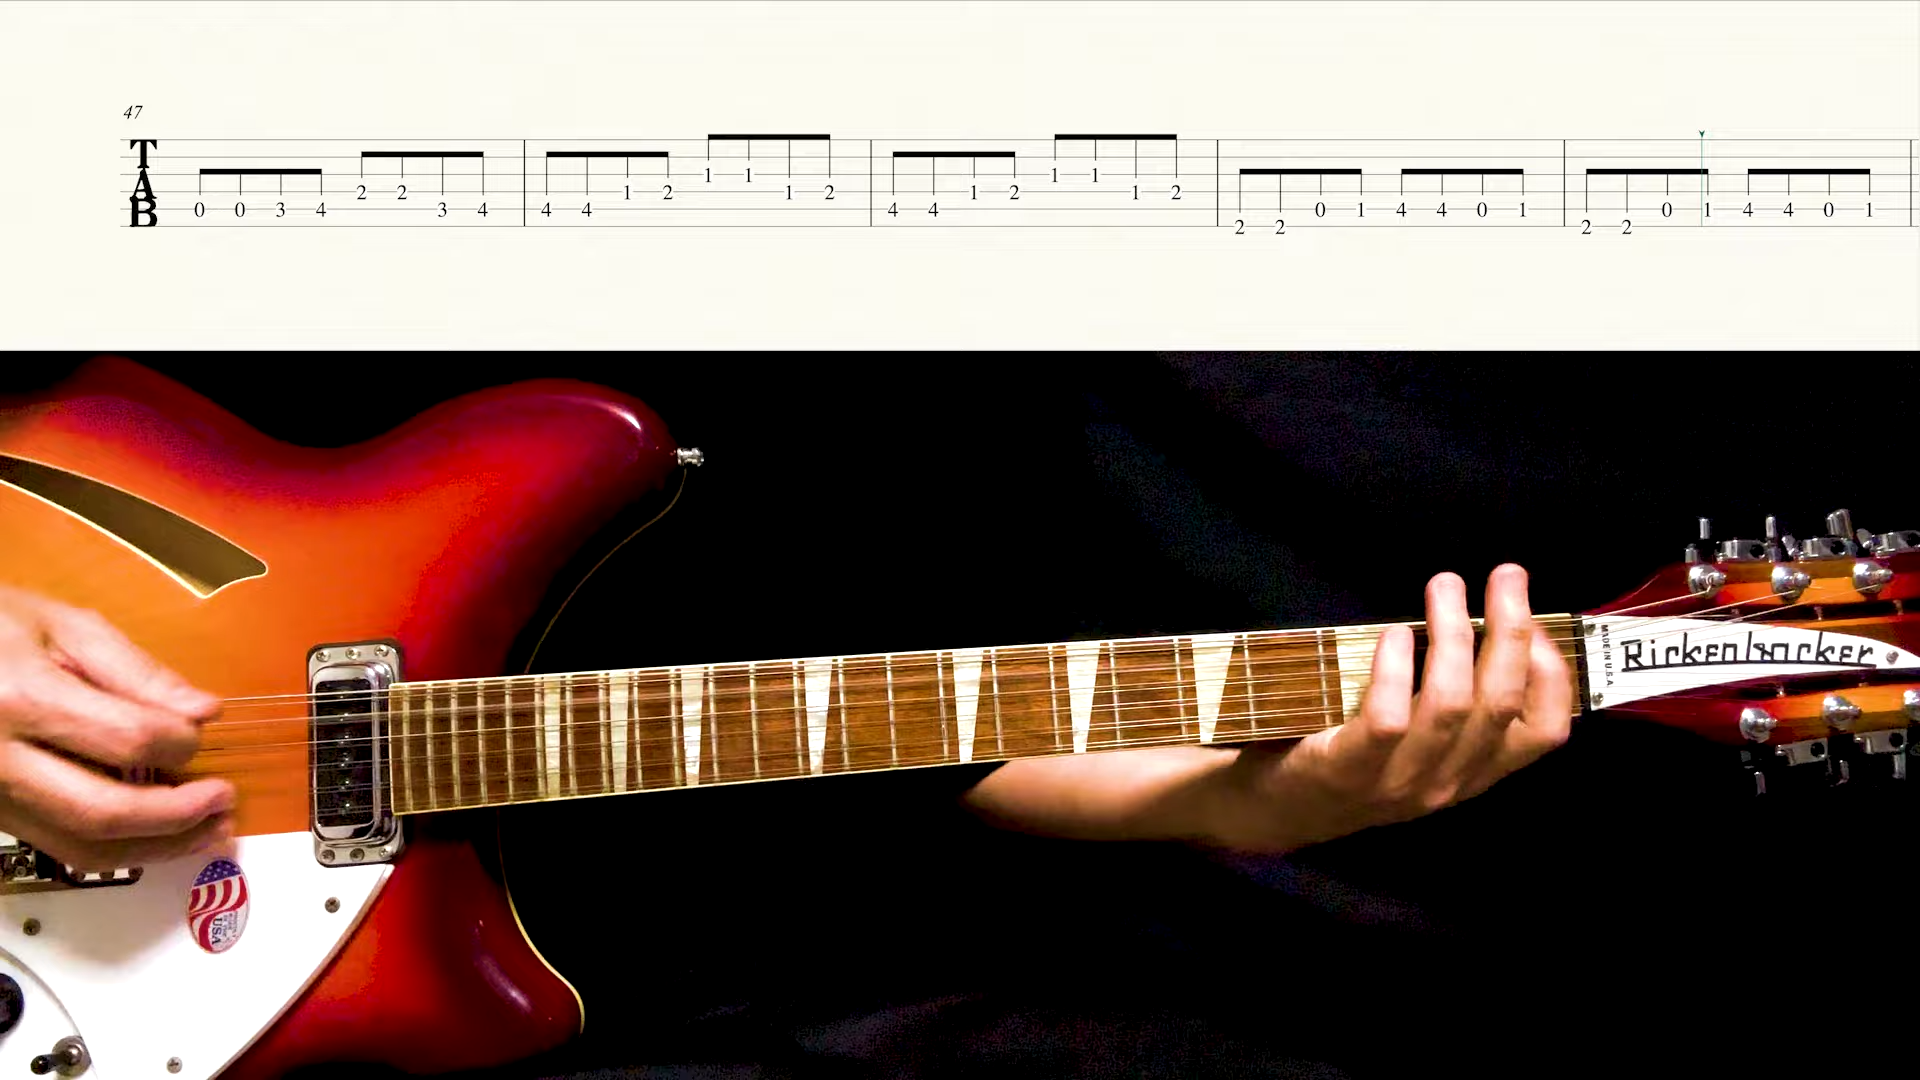 47
TAB
1 1 1 1
2 2 1 2 1 2 1 2 1 2
0 0 3 4 3 4 4 4 4 4 0 1 4 4 0 1 0 1 4 4 0 1
2 2 2 2
MADE IN U.S.A.
Rickenbacker
USA